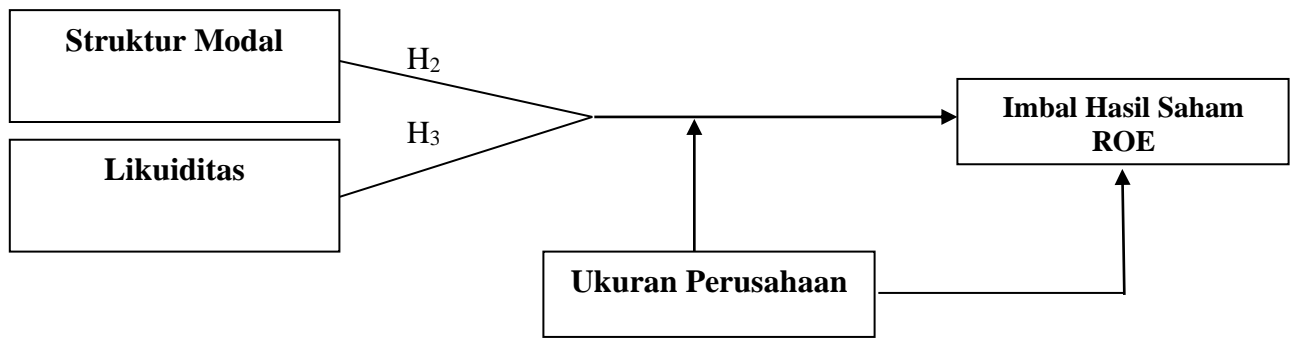 Struktur Modal
H₂
Imbal Hasil Saham
ROE
H₃
Likuiditas
Ukuran Perusahaan